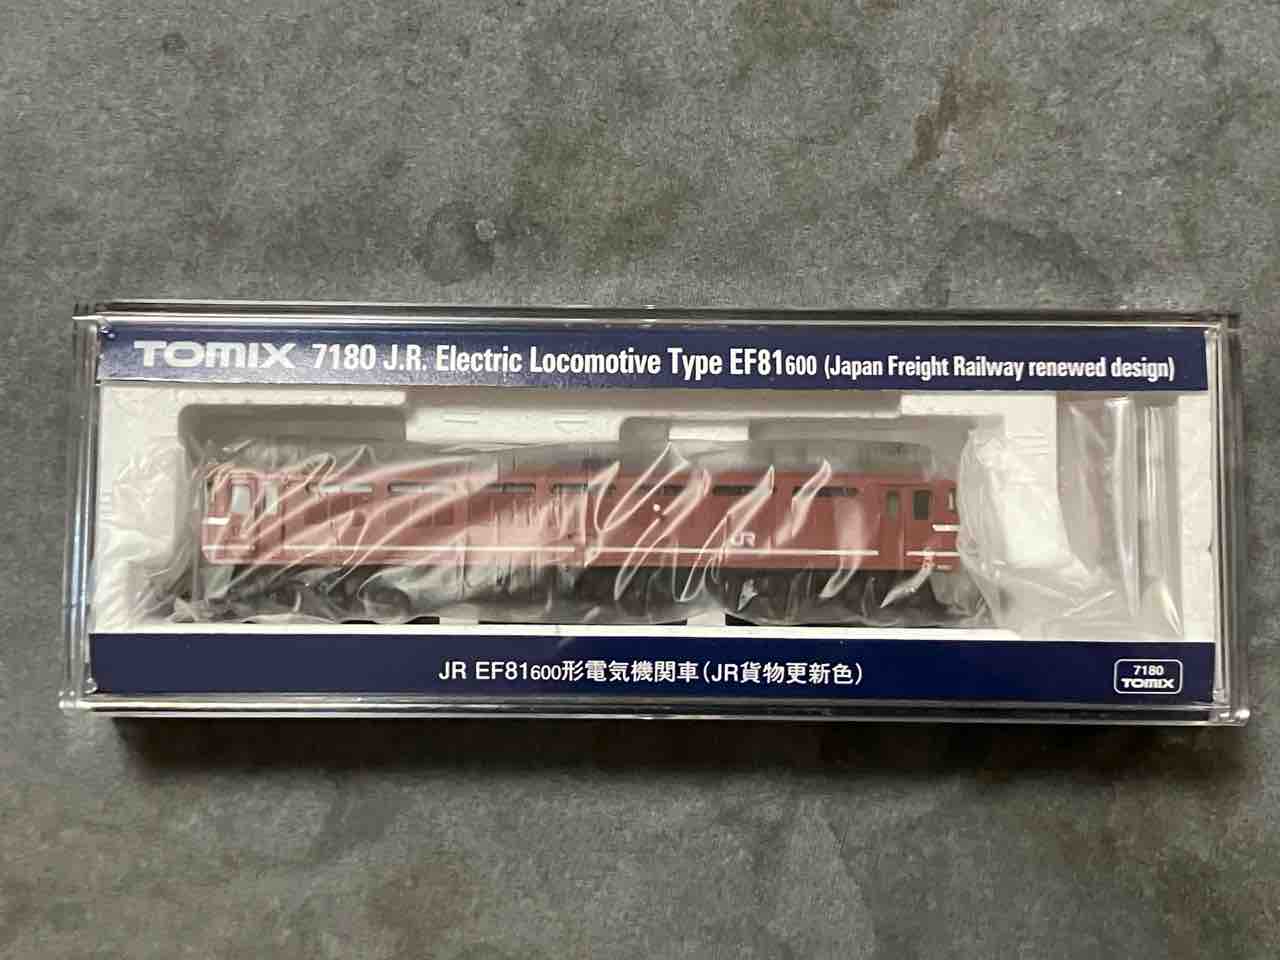 TOMIX 7180 J.R. Electric Locomotive Type EF81600 (Japan Freight Railway renewed design)
JR
JR EF81600形電気機関車(JR貨物更新色)
7180
TOMIX